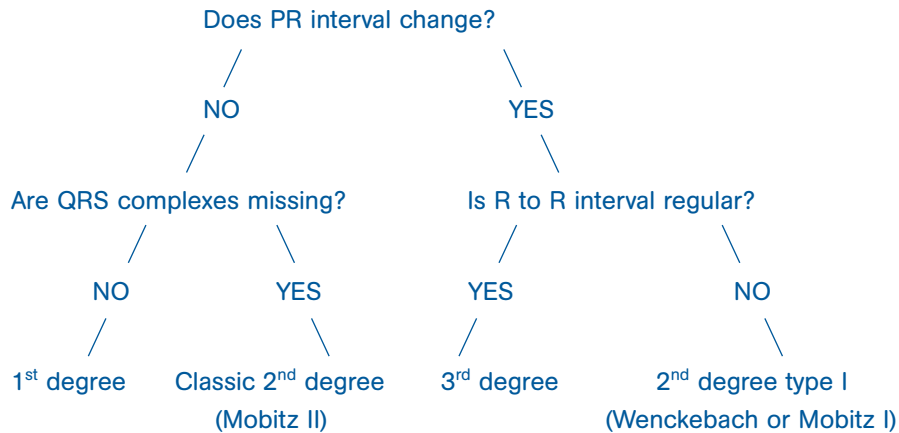 Does PR interval change?
NO YES
Are QRS complexes missing? Is R to R interval regular?
NO YES YES NO
1st degree Classic 2nd degree 3rd degree 2nd degree type I
(Mobitz II) (Wenckebach or Mobitz I)